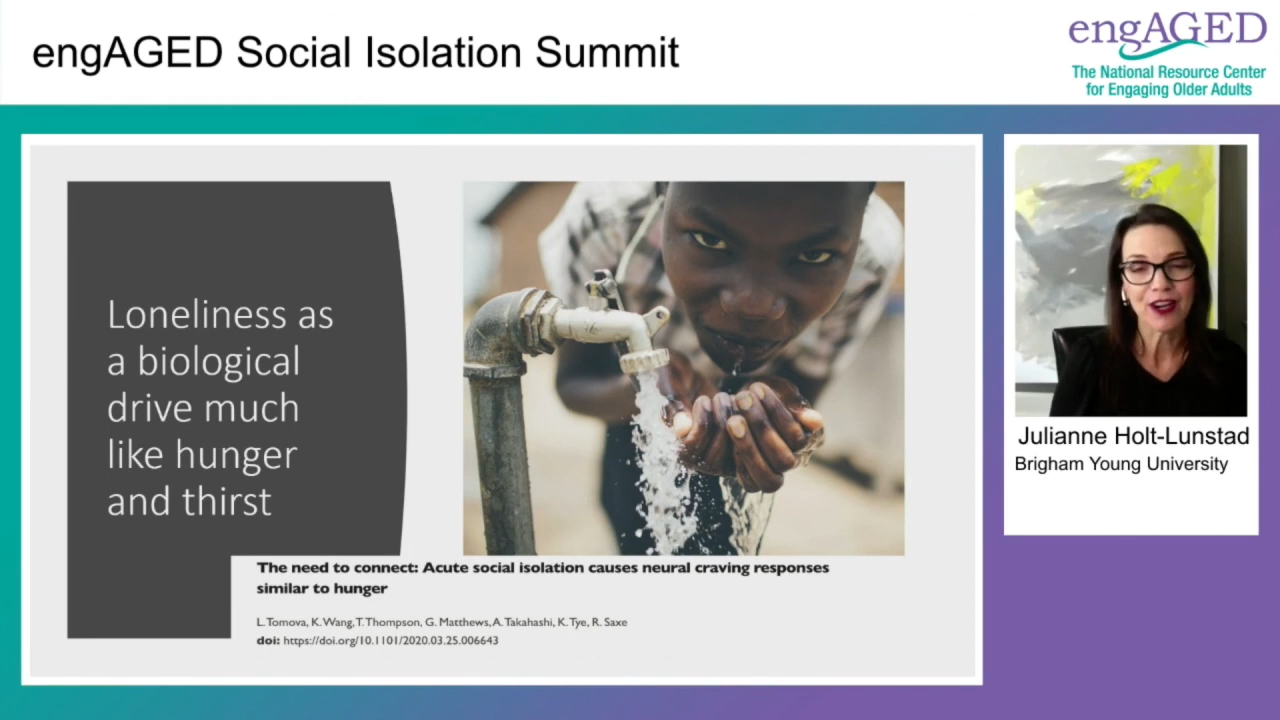 engAGED Social Isolation Summit
engAGED
The National Resource Center
for Engaging Older Adults
Loneliness as
a biological
drive much
like hunger
and thirst
The need to connect: Acute social isolation causes neural craving responses
similar to hunger
L. Tomova, K. Wang, T. Thompson, G. Matthews, A. Takahashi, K. Tye, R. Saxe
doi: https://doi.org/10.1101/2020.03.25.006643
Julianne Holt-Lunstad
Brigham Young University